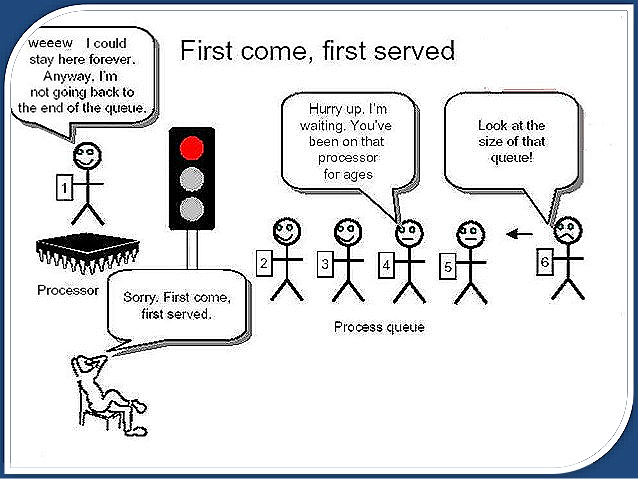 First come, first served
weeew I could
stay here forever.
Anyway, I'm
not going back to
the end of the queue.
Hurry up. I'm
waiting. You've
been on that
processor
for ages
Look at the
size of that
queue!
1
2
3
4
5
6
Processor
Sorry. First come,
first served.
Process queue